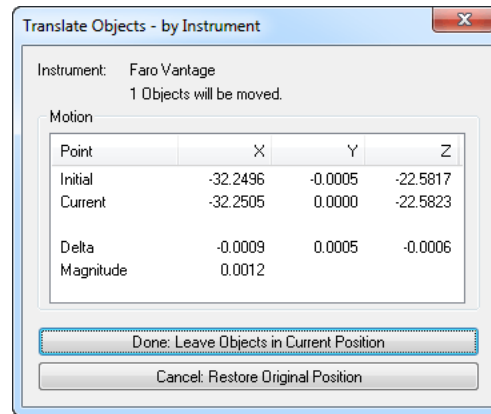 Translate Objects - by Instrument
Instrument: Faro Vantage
1 Objects will be moved.
Motion
Point X Y Z
Initial -32.2496 -0.0005 -22.5817
Current -32.2505 0.0000 -22.5823
Delta -0.0009 0.0005 -0.0006
Magnitude 0.0012
Done: Leave Objects in Current Position
Cancel: Restore Original Position